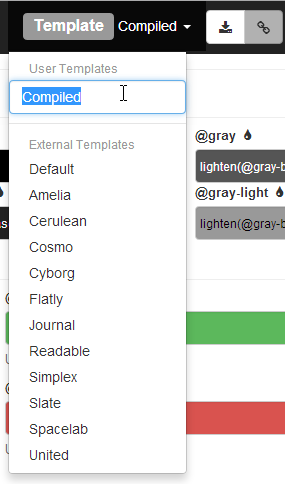 Template Compiled
User Templates
Compiled
External Templates
Default
Amelia
Cerulean
Cosmo
Cyborg
Flatly
Journal
Readable
Simplex
Slate
Spacelab
United
@gray
lighten(@gray-b
@gray-light
lighten(@gray-b
as
@
U
@
U